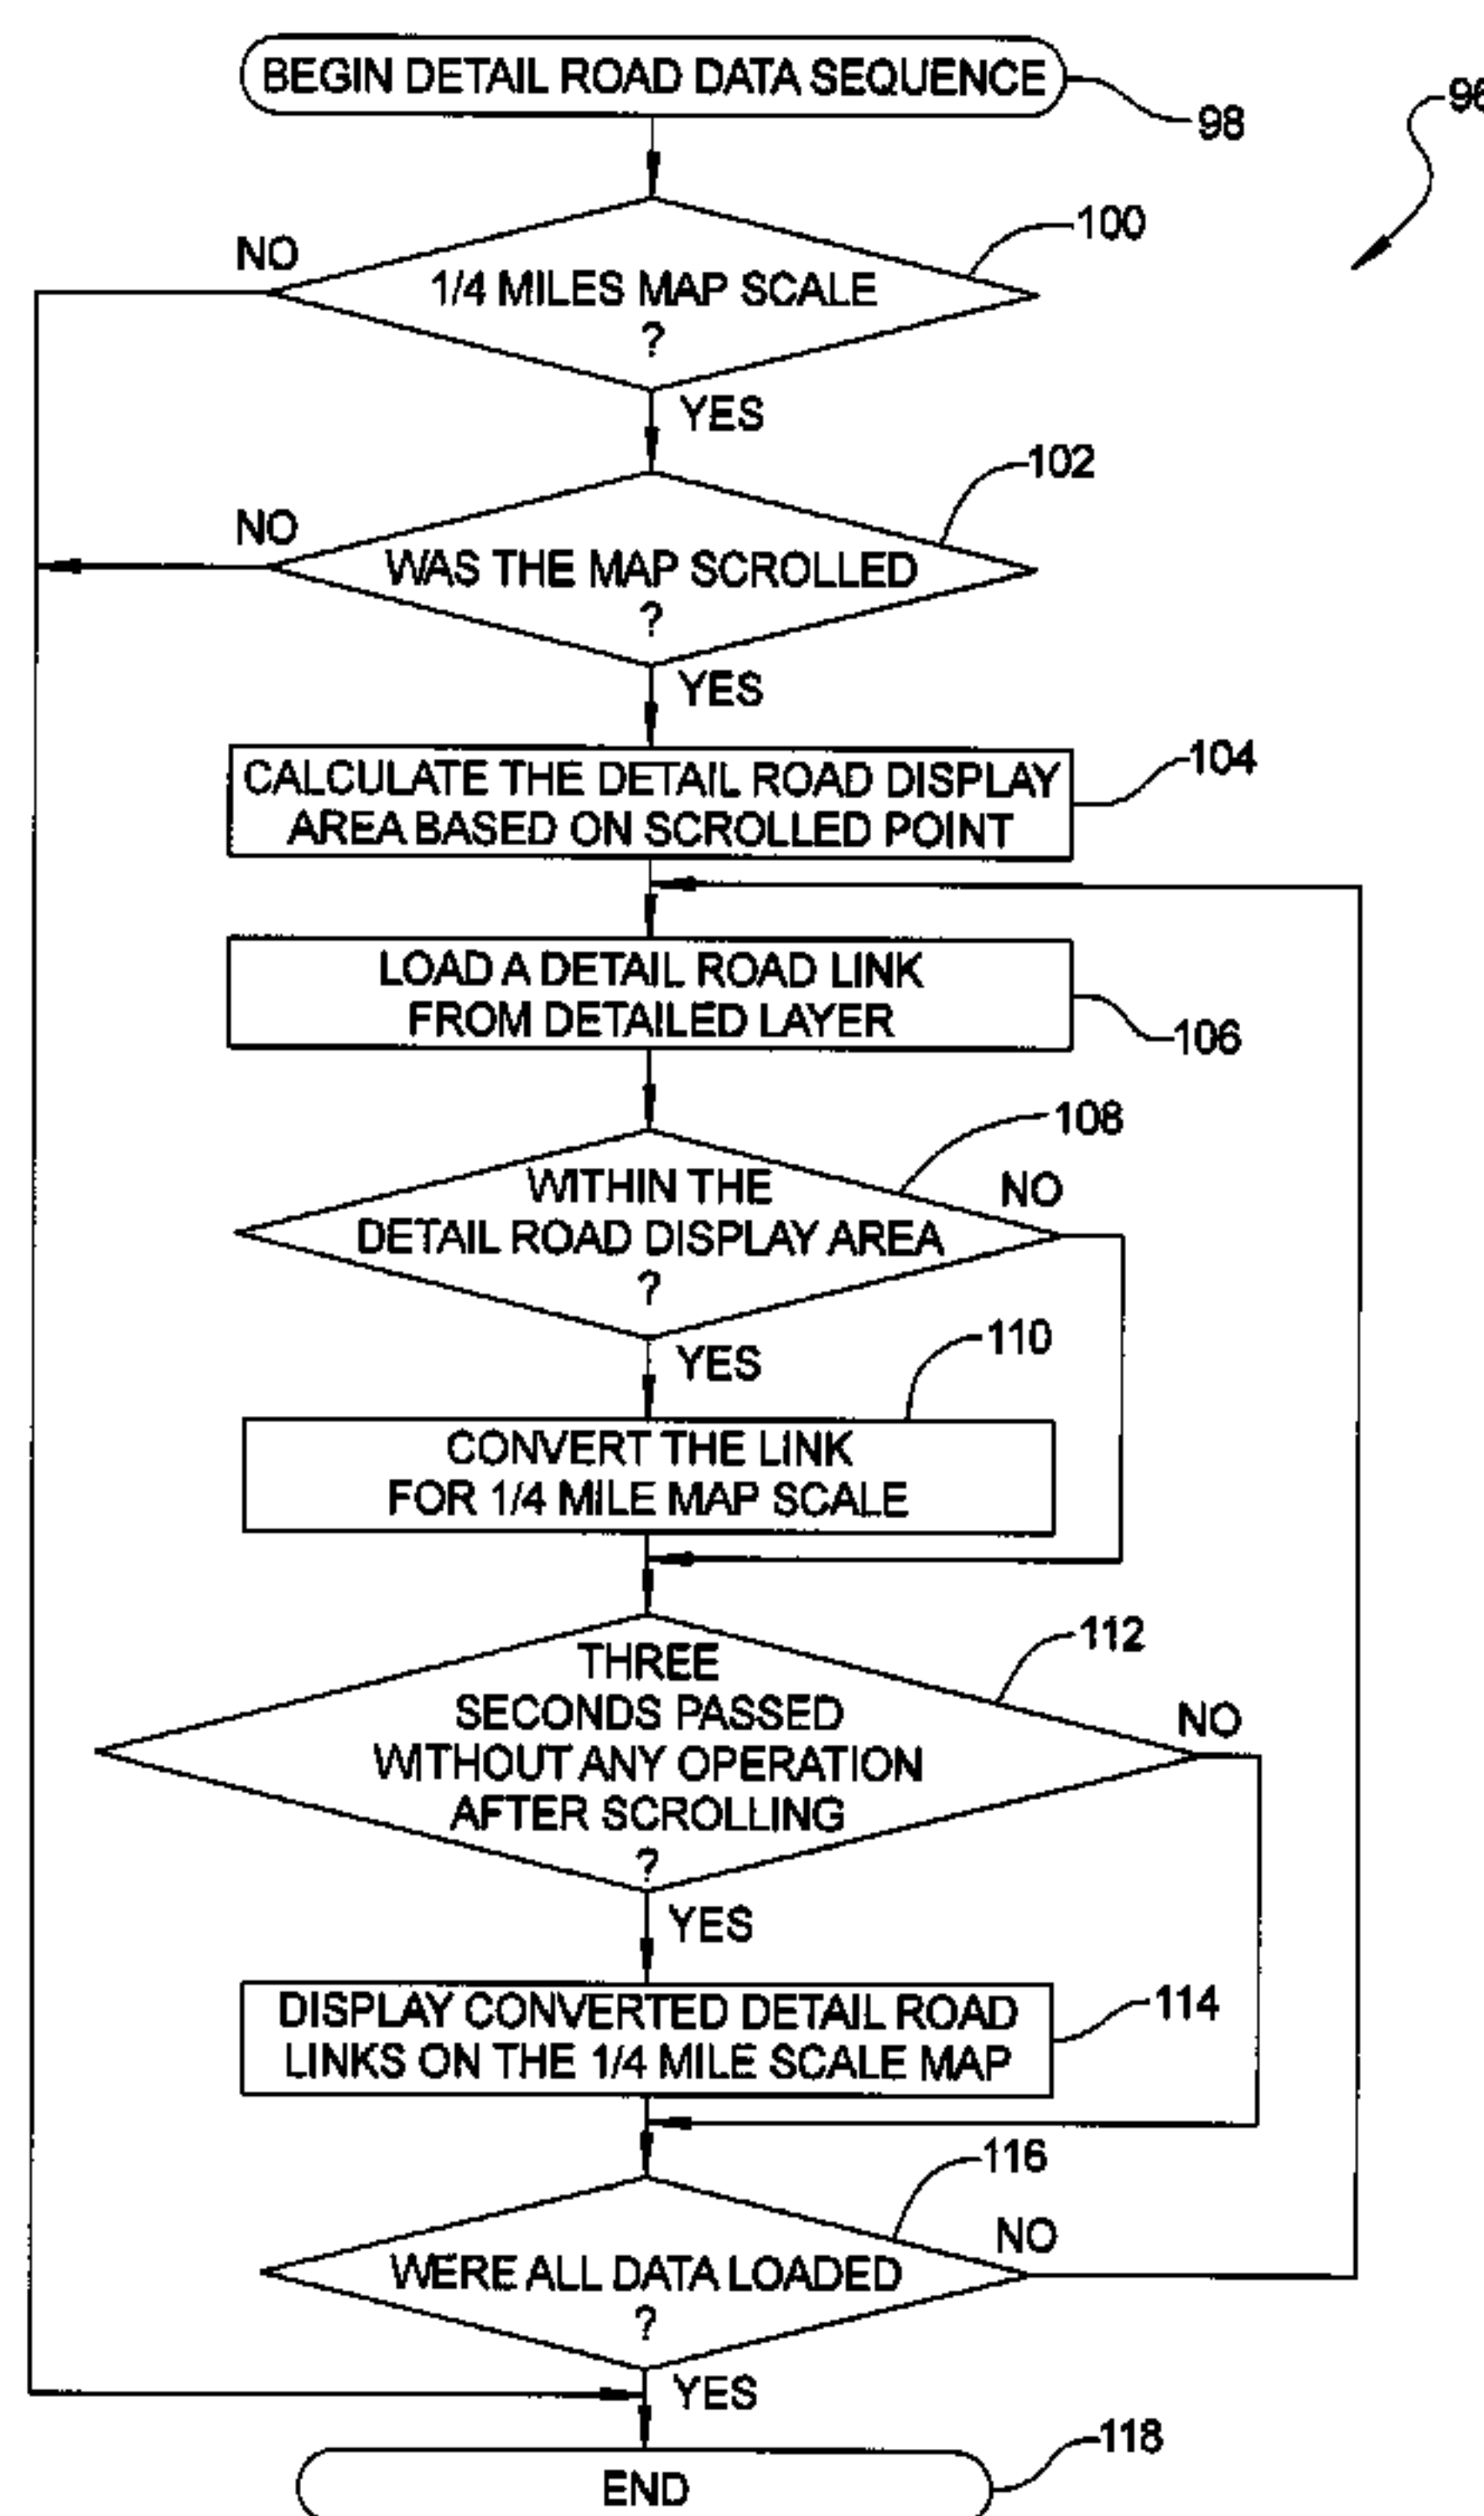 BEGIN DETAIL ROAD DATA SEQUENCE
98
96
100
NO
1/4 MILES MAP SCALE
?
YES
102
NO
WAS THE MAP SCROLLED
?
YES
CALCULATE THE DETAIL ROAD DISPLAY
AREA BASED ON SCROLLED POINT
104
LOAD A DETAIL ROAD LINK
FROM DETAILED LAYER
106
108
WITHIN THE
NO
DETAIL ROAD DISPLAY AREA
?
YES
110
CONVERT THE LINK
FOR 1/4 MILE MAP SCALE
112
THREE
SECONDS PASSED
NO
WITHOUT ANY OPERATION
AFTER SCROLLING
?
YES
DISPLAY CONVERTED DETAIL ROAD
LINKS ON THE 1/4 MILE SCALE MAP
114
116
NO
WERE ALL DATA LOADED
?
YES
118
END